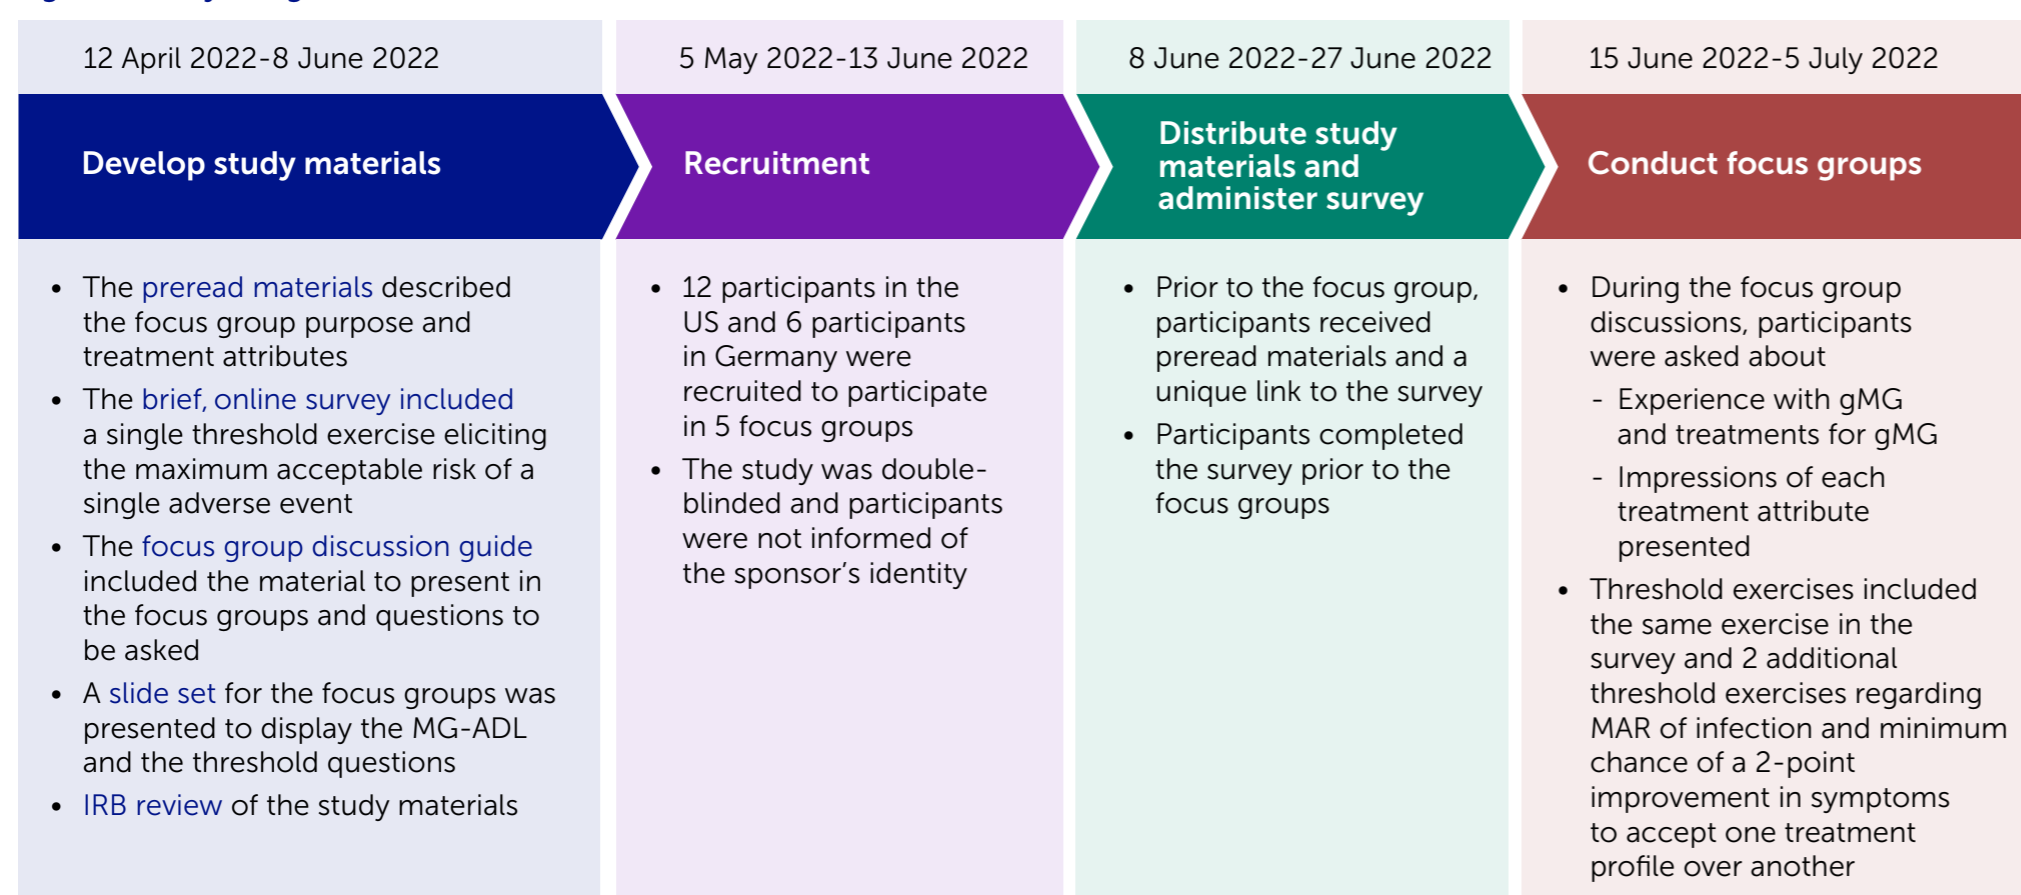 12 April 2022-8 June 2022
Develop study materials
• The preread materials described
the focus group purpose and
treatment attributes
• The brief, online survey included
a single threshold exercise eliciting
the maximum acceptable risk of a
single adverse event
• The focus group discussion guide
included the material to present in
the focus groups and questions to
be asked
• A slide set for the focus groups was
presented to display the MG-ADL
and the threshold questions
• IRB review of the study materials
5 May 2022-13 June 2022
Recruitment
• 12 participants in the
US and 6 participants
in Germany were
recruited to participate
in 5 focus groups
• The study was double-
blinded and participants
were not informed of
the sponsor's identity
8 June 2022-27 June 2022
Distribute study
materials and
administer survey
• Prior to the focus group,
participants received
preread materials and a
unique link to the survey
• Participants completed
the survey prior to the
focus groups
15 June 2022-5 July 2022
Conduct focus groups
• During the focus group
discussions, participants
were asked about
- Experience with gMG
and treatments for gMG
- Impressions of each
treatment attribute
presented
• Threshold exercises included
the same exercise in the
survey and 2 additional
threshold exercises regarding
MAR of infection and minimum
chance of a 2-point
improvement in symptoms
to accept one treatment
profile over another